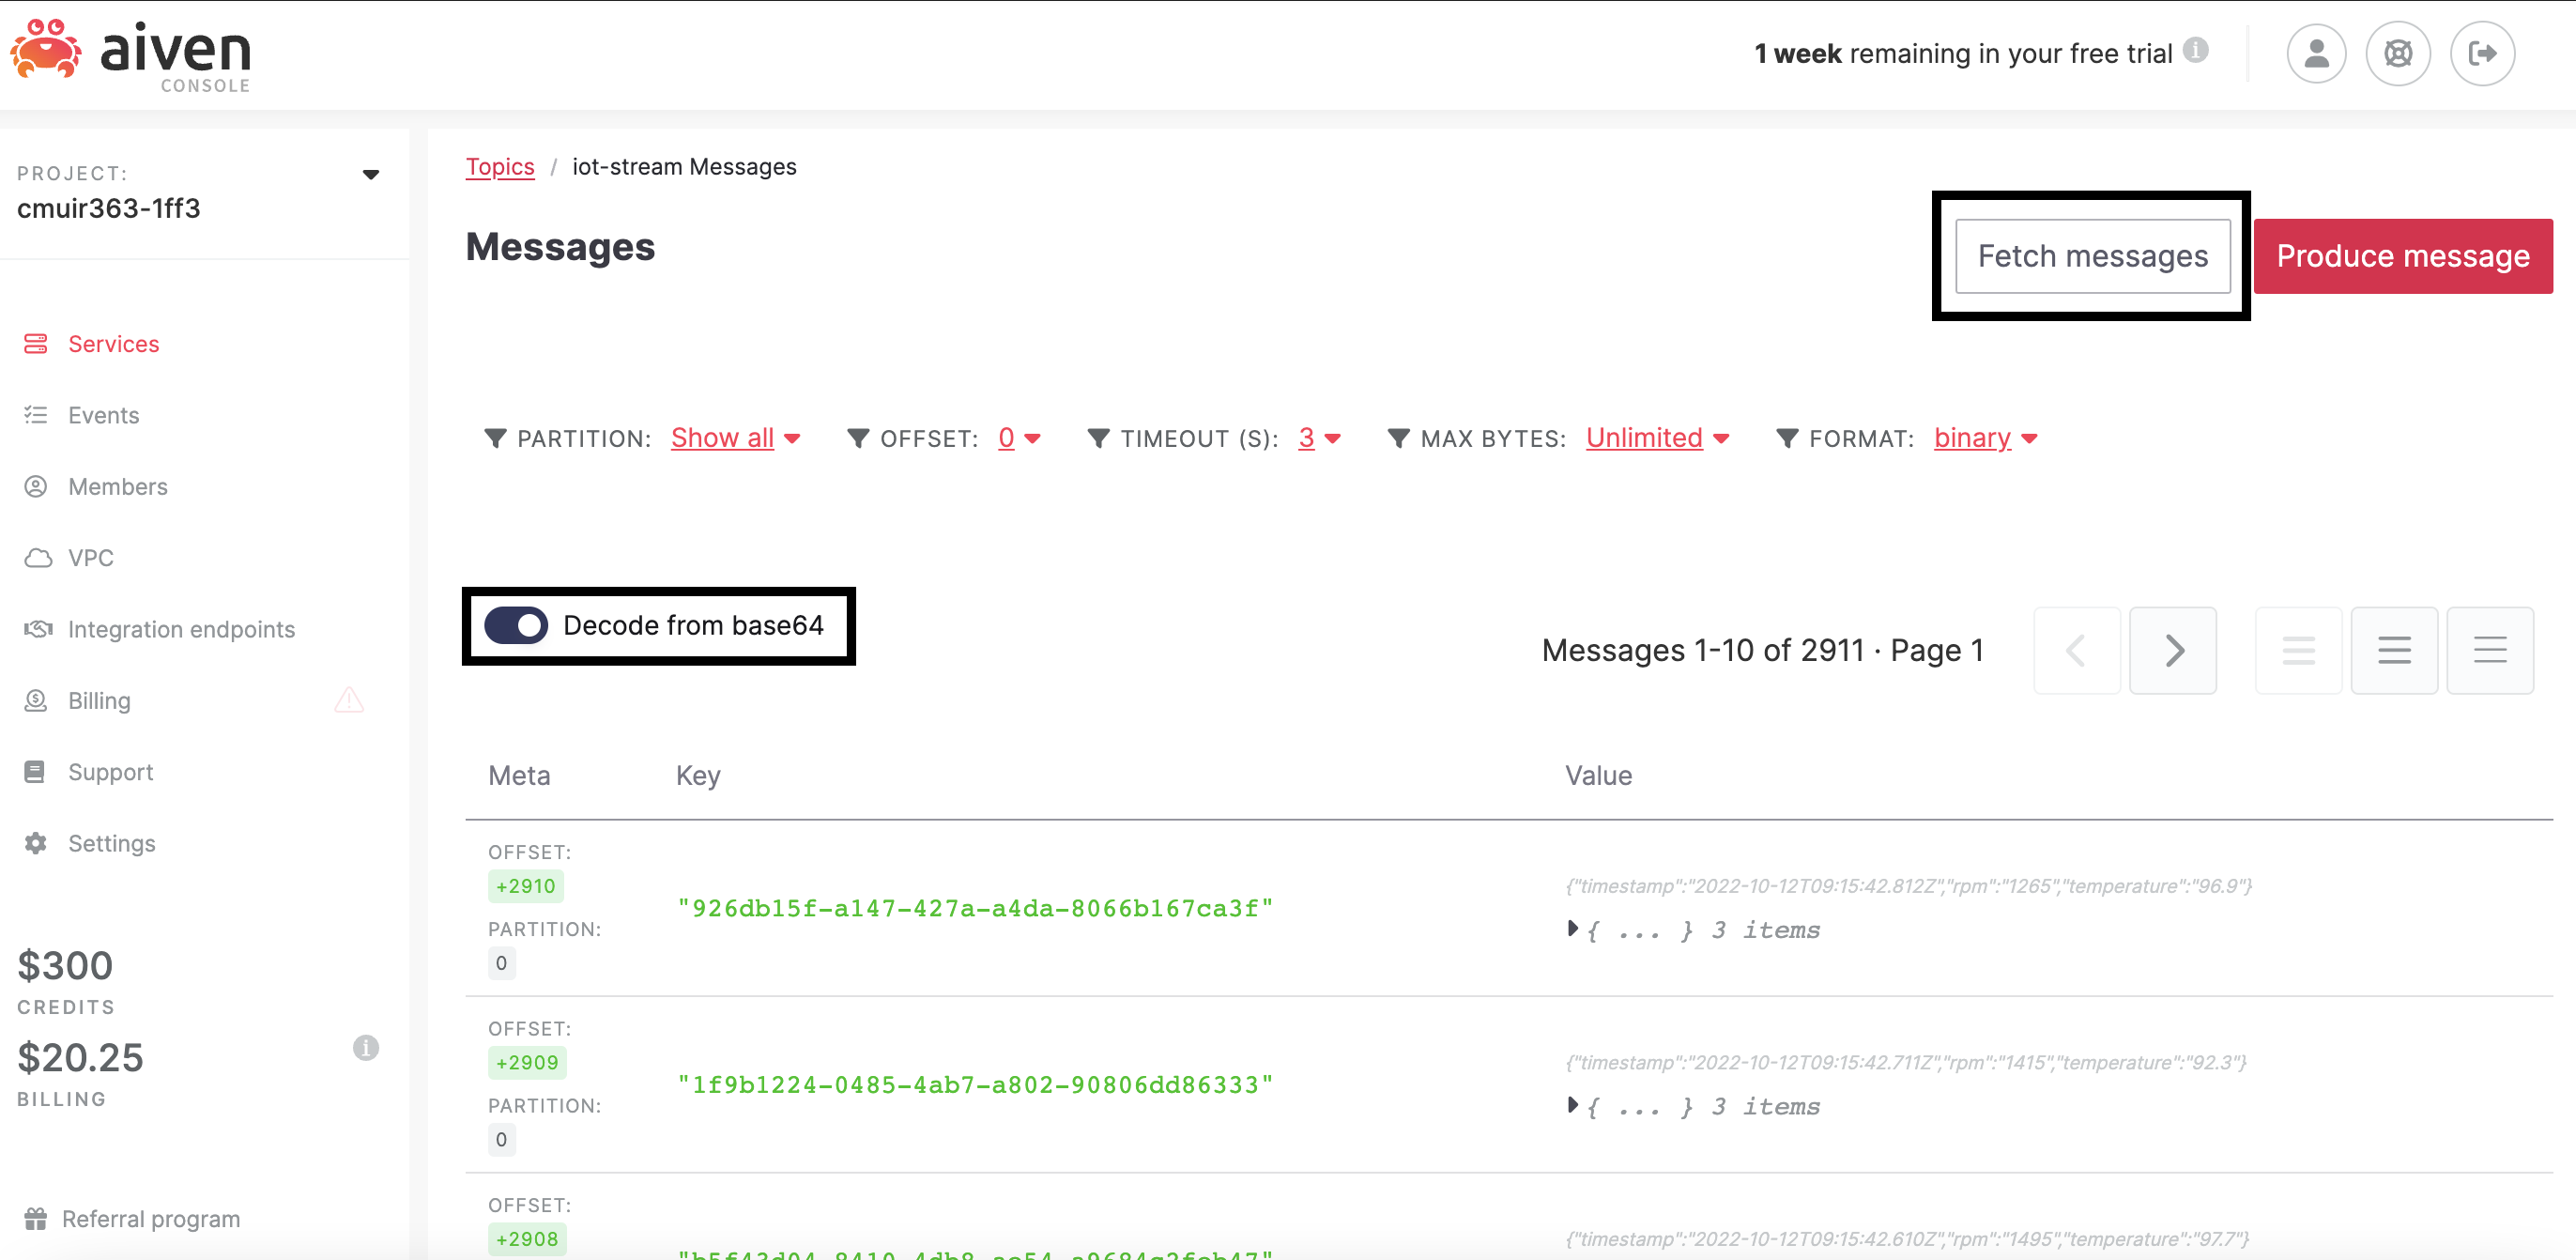 aiven
CONSOLE
1 week remaining in your free trial
PROJECT:
cmuir363-1ff3
Services
Events
Members
VPC
Integration endpoints
Billing
Support
Settings
$300
CREDITS
$20.25
BILLING
Referral program
Topics / iot-stream Messages
Messages
Fetch messages
Produce message
PARTITION: Show all OFFSET: 0 TIMEOUT (S): 3 MAX BYTES: Unlimited FORMAT: binary
Decode from base64
Messages 1-10 of 2911 · Page 1
Meta Key Value
OFFSET:
+2910
PARTITION:
0
"926db15f-a147-427a-a4da-8066b167ca3f"
{"timestamp":"2022-10-12T09:15:42.812Z","rpm":"1265","temperature":"96.9"}
{ ... } 3 items
OFFSET:
+2909
PARTITION:
0
"1f9b1224-0485-4ab7-a802-90806dd86333"
{"timestamp":"2022-10-12T09:15:42.711Z","rpm":"1415","temperature":"92.3"}
{ ... } 3 items
OFFSET:
+2908
{"timestamp":"2022-10-12T09:15:42.610Z","rpm":"1495","temperature":"97.7"}